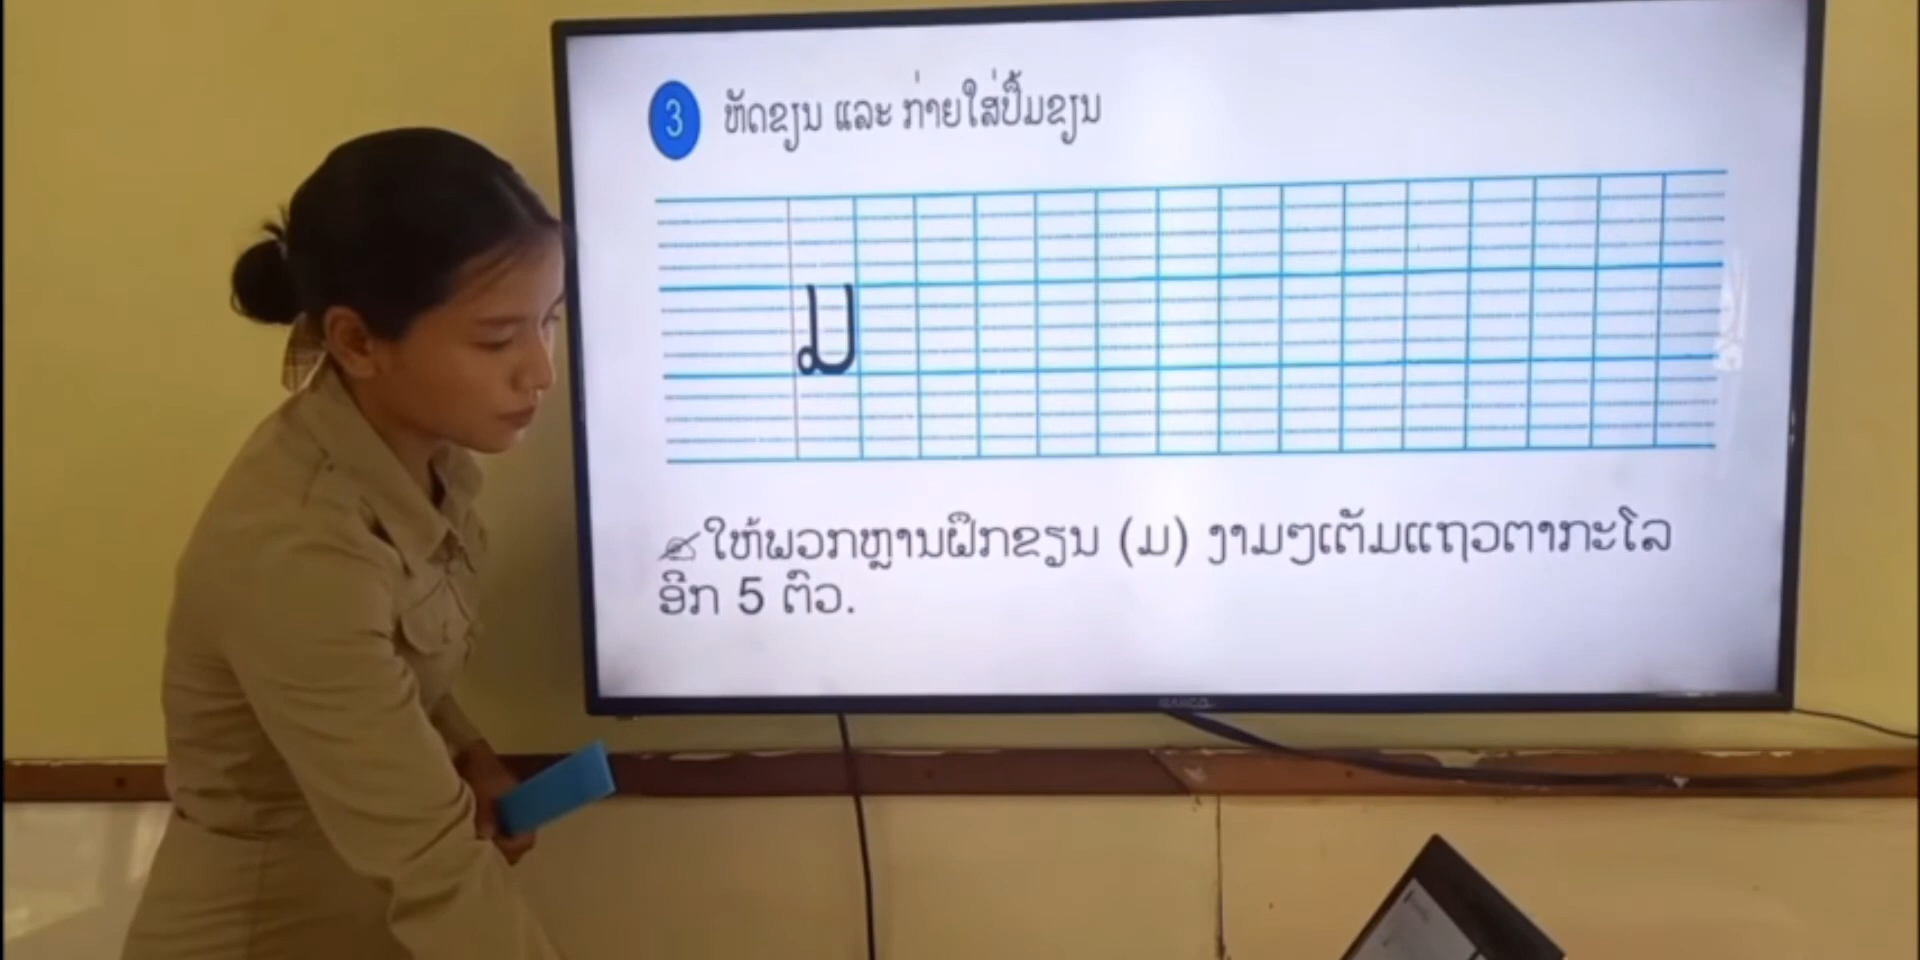 3 ຫັດຂຽນ ແລະ ກ່າຍໃສ່ປຶ້ມຂຽນ
ມ
ໃຫ້ພວກຫຼານຝຶກຂຽນ (ມ) ງາມໆເຕັມແຖວຕາກະໂລ
ອີກ 5 ຕົວ.